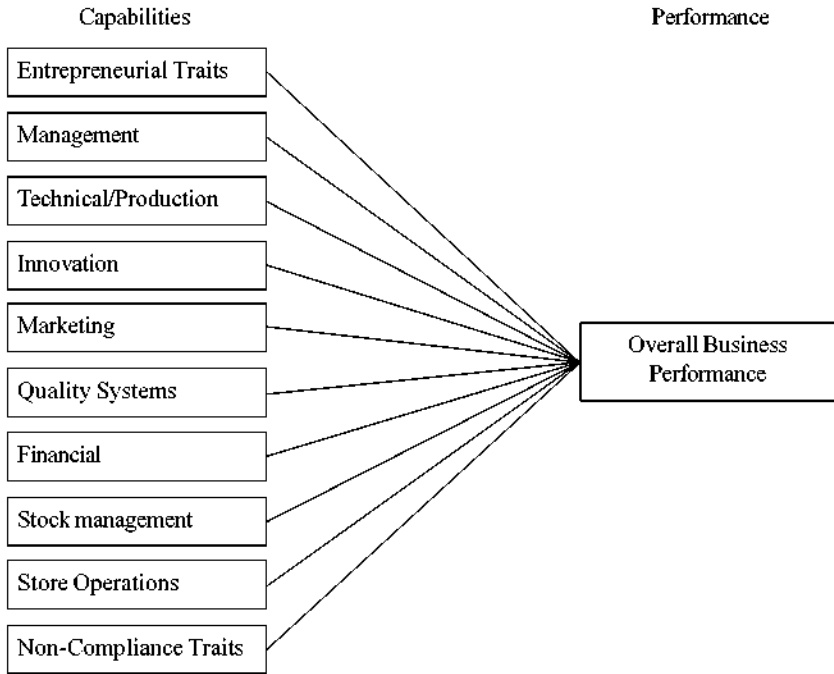 Capabilities
Performance
Entrepreneurial Traits
Management
Technical/Production
Innovation
Marketing
Quality Systems
Financial
Stock management
Store Operations
Non-Compliance Traits
Overall Business
Performance